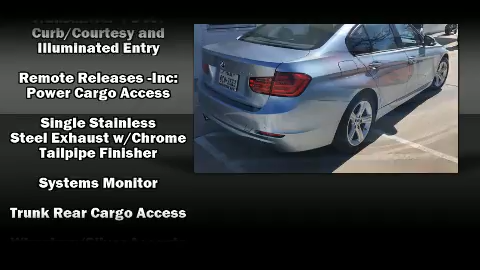 Curb/Courtesy and
Illuminated Entry
Remote Releases -Inc:
Power Cargo Access
Single Stainless
Steel Exhaust w/Chrome
Tailpipe Finisher
Systems Monitor
Trunk Rear Cargo Access